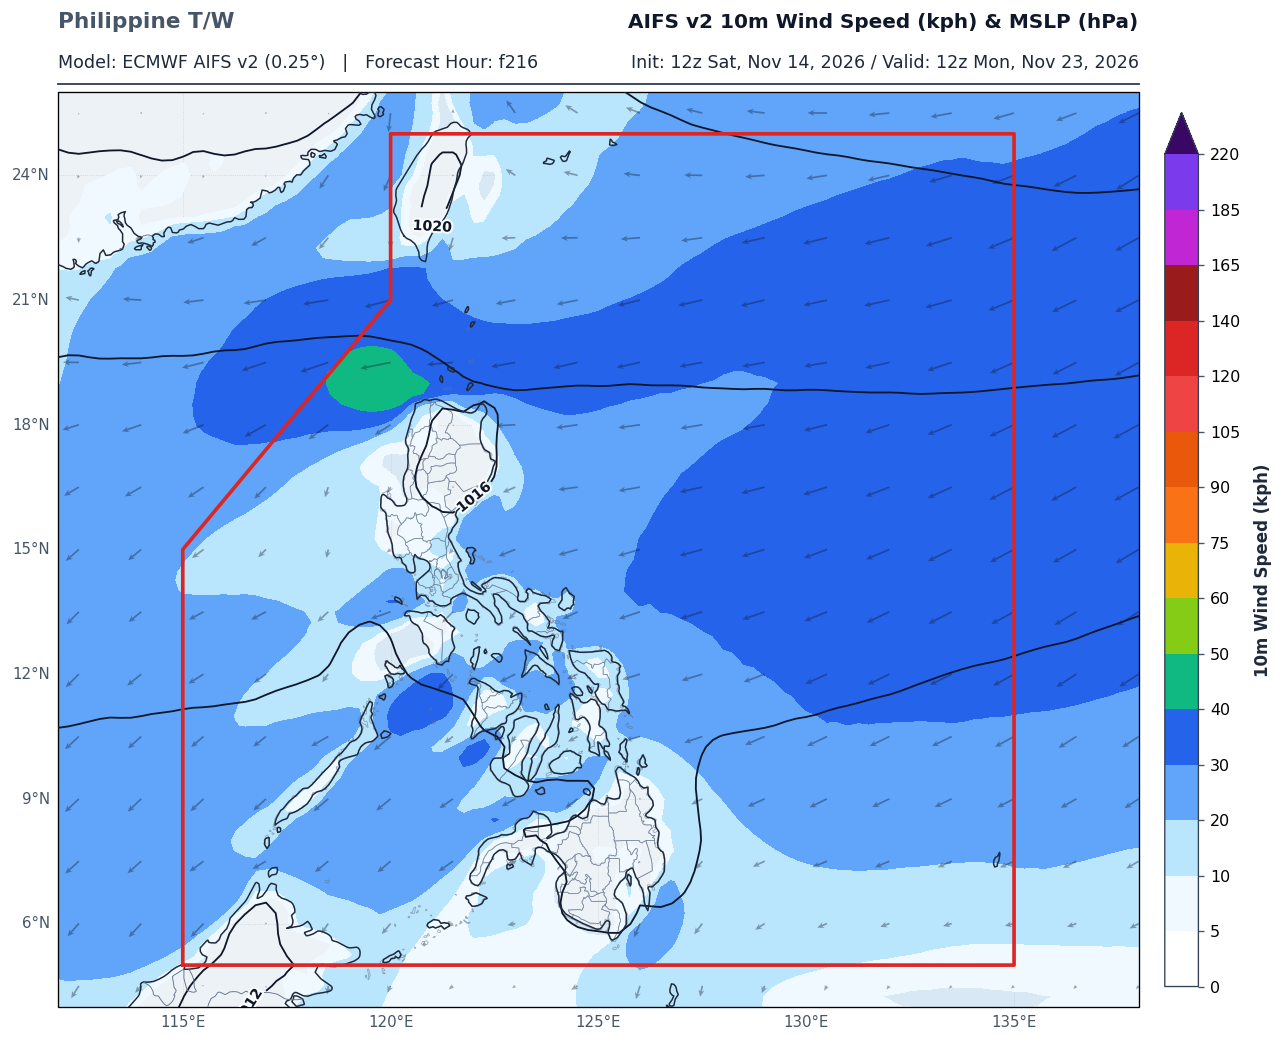 Philippine T/W
AIFS v2 10m Wind Speed (kph) & MSLP (hPa)
Model: ECMWF AIFS v2 (0.25°) | Forecast Hour: f216
Init: 12z Sat, Nov 14, 2026 / Valid: 12z Mon, Nov 23, 2026
24°N
21°N
18°N
15°N
12°N
9°N
6°N
115°E
120°E
125°E
130°E
135°E
1020
1016
12
220
185
165
140
120
105
90
75
60
50
40
30
20
10
5
0
10m Wind Speed (kph)